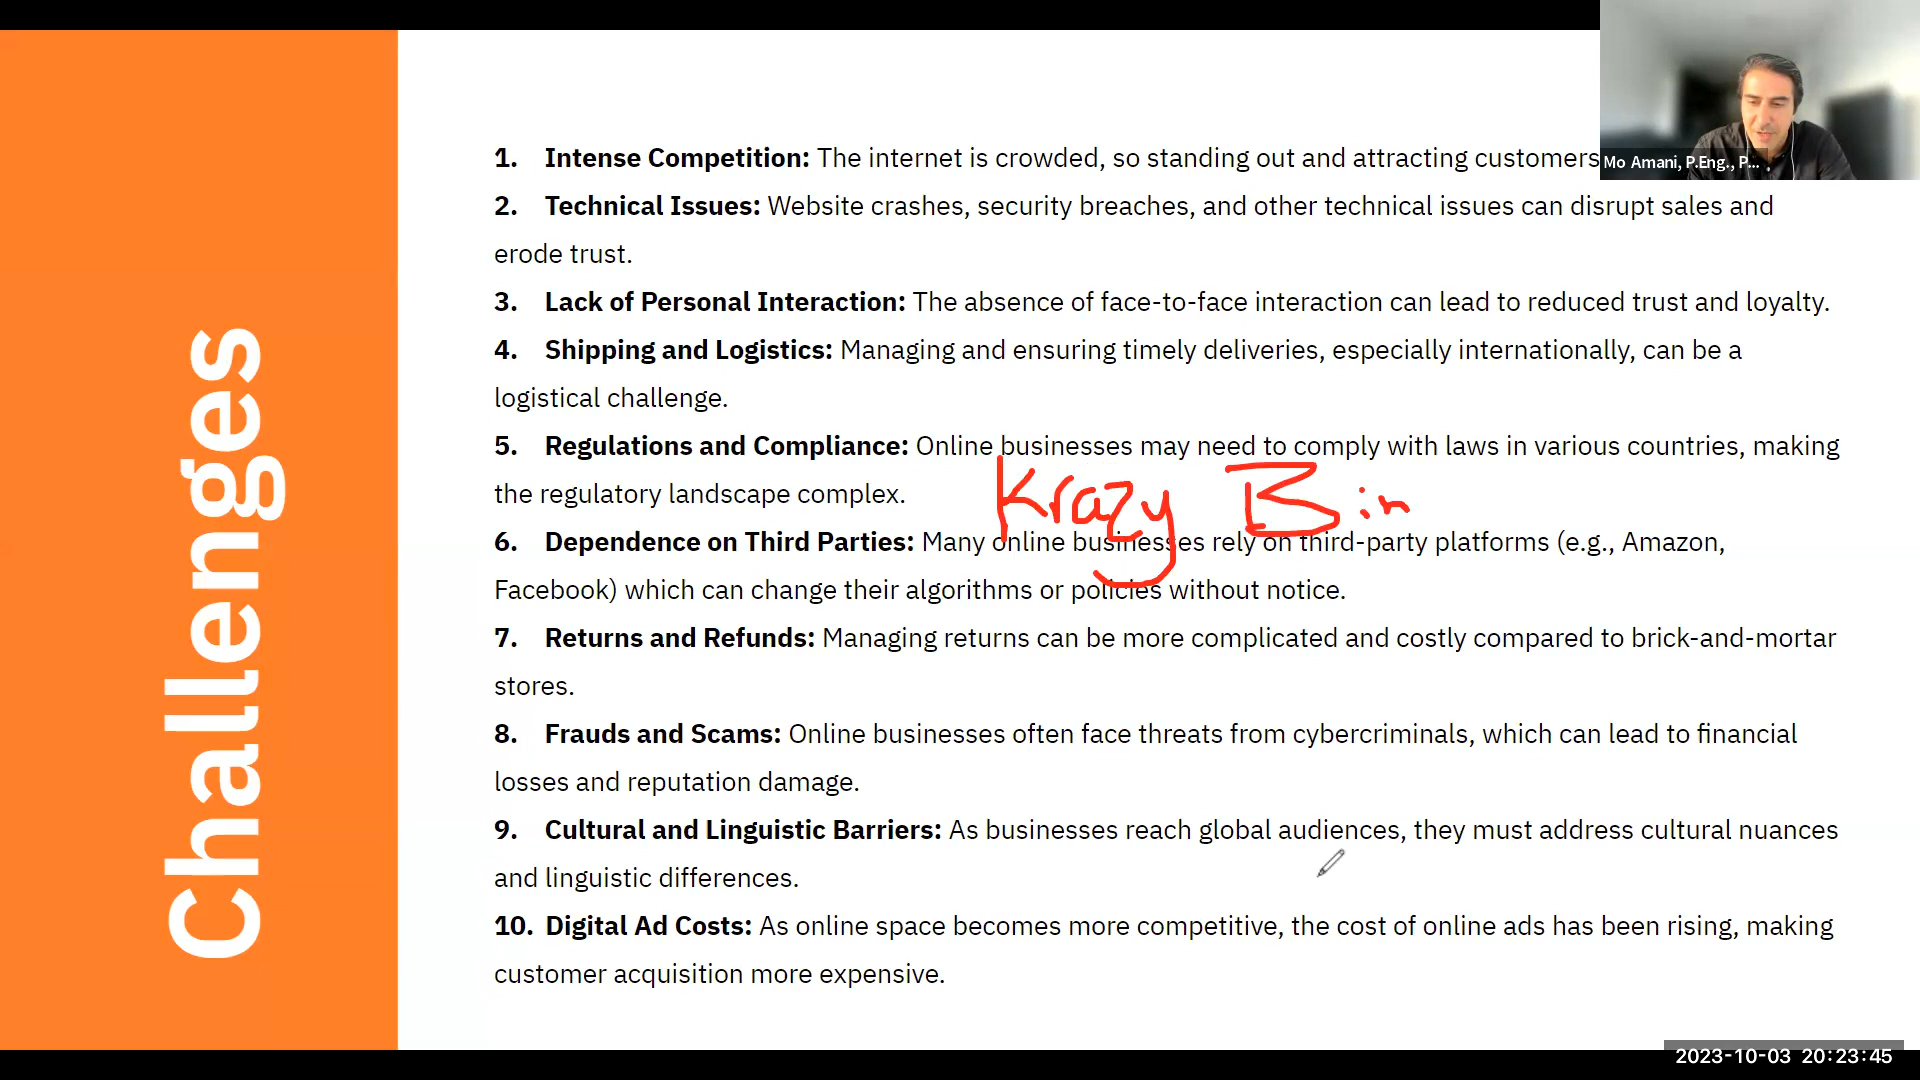 Challenges
1. Intense Competition: The internet is crowded, so standing out and attracting customers
2. Technical Issues: Website crashes, security breaches, and other technical issues can disrupt sales and
erode trust.
3. Lack of Personal Interaction: The absence of face-to-face interaction can lead to reduced trust and loyalty.
4. Shipping and Logistics: Managing and ensuring timely deliveries, especially internationally, can be a
logistical challenge.
5. Regulations and Compliance: Online businesses may need to comply with laws in various countries, making
the regulatory landscape complex.
Krazy Bin
6. Dependence on Third Parties: Many online businesses rely on third-party platforms (e.g., Amazon,
Facebook) which can change their algorithms or policies without notice.
7. Returns and Refunds: Managing returns can be more complicated and costly compared to brick-and-mortar
stores.
8. Frauds and Scams: Online businesses often face threats from cybercriminals, which can lead to financial
losses and reputation damage.
9. Cultural and Linguistic Barriers: As businesses reach global audiences, they must address cultural nuances
and linguistic differences.
10. Digital Ad Costs: As online space becomes more competitive, the cost of online ads has been rising, making
customer acquisition more expensive.
Mo Amani, P.Eng., P...
2023-10-03 20:23:45